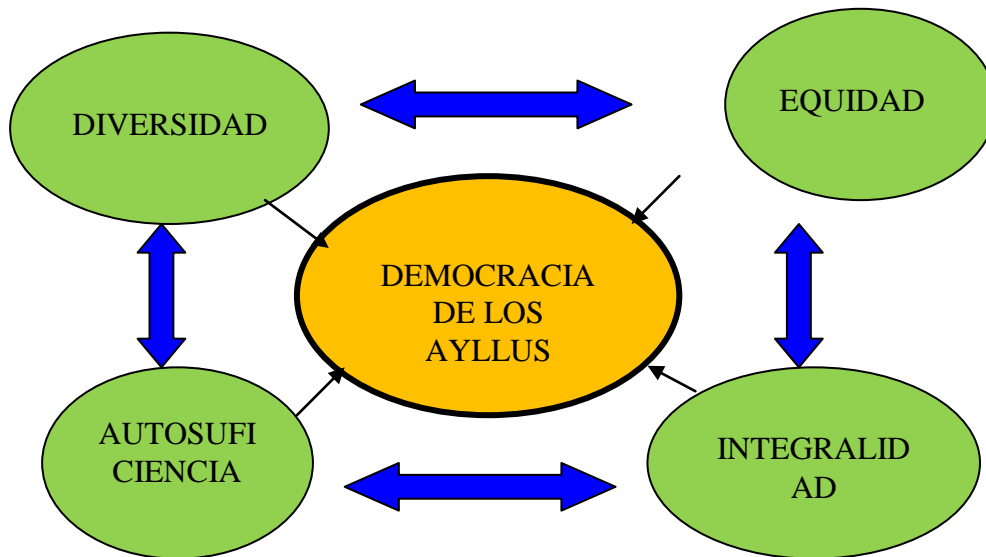 DIVERSIDAD
EQUIDAD
DEMOCRACIA
DE LOS
AYLLUS
AUTOSUFI
CIENCIA
INTEGRALID
AD